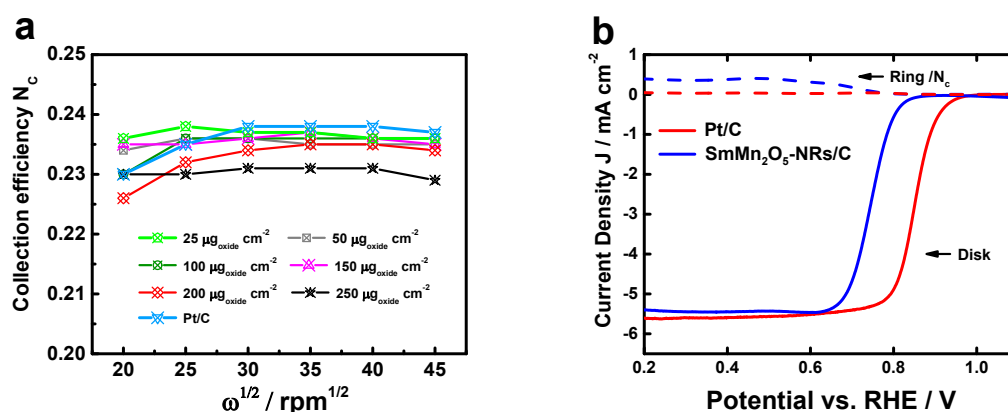 a
Collection efficiency N_C
0.25
0.24
0.23
0.22
0.21
0.20
25 µg_oxide cm⁻²
50 µg_oxide cm⁻²
100 µg_oxide cm⁻²
150 µg_oxide cm⁻²
200 µg_oxide cm⁻²
250 µg_oxide cm⁻²
Pt/C
20 25 30 35 40 45
ω^1/2 / rpm^1/2
b
Current Density J / mA cm⁻²
1
0
-1
-2
-3
-4
-5
-6
Ring /N_c
Pt/C
SmMn₂O₅-NRs/C
Disk
0.2 0.4 0.6 0.8 1.0
Potential vs. RHE / V